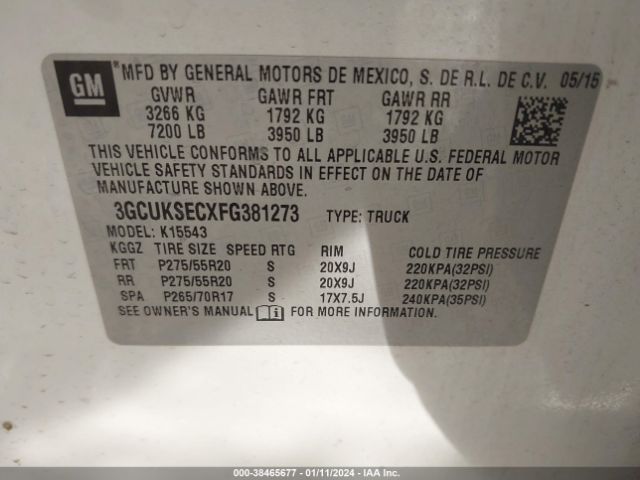 GM
*MFD BY GENERAL MOTORS DE MEXICO, S. DE R.L. DE C.V. 05/15
GVWR GAWR FRT GAWR RR
3266 KG 1792 KG 1792 KG
7200 LB 3950 LB 3950 LB
THIS VEHICLE CONFORMS TO ALL APPLICABLE U.S. FEDERAL MOTOR
VEHICLE SAFETY STANDARDS IN EFFECT ON THE DATE OF
MANUFACTURE SHOWN ABOVE.
3GCUKSECXFG381273 TYPE: TRUCK
MODEL: K15543
KGGZ TIRE SIZE SPEED RTG RIM COLD TIRE PRESSURE
FRT P275/55R20 S 20X9J 220KPA(32PSI)
RR P275/55R20 S 20X9J 220KPA(32PSI)
SPA P265/70R17 S 17X7.5J 240KPA(35PSI)
SEE OWNER'S MANUAL FOR MORE INFORMATION.
000-38465677 - 01/11/2024 - IAAI.com